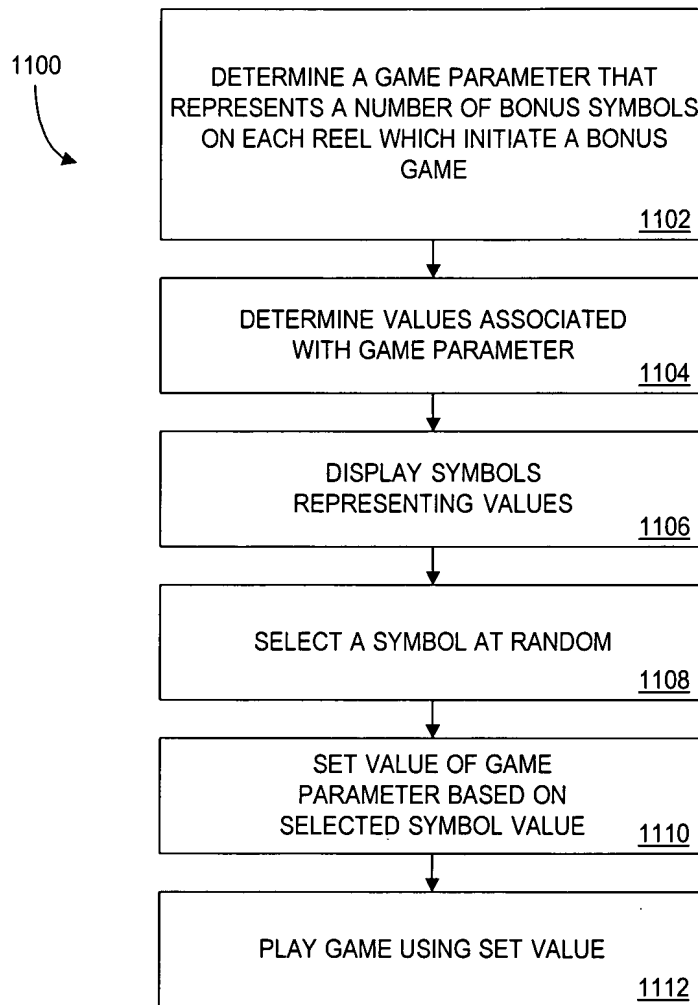 1100
DETERMINE A GAME PARAMETER THAT
REPRESENTS A NUMBER OF BONUS SYMBOLS
ON EACH REEL WHICH INITIATE A BONUS
GAME
1102
DETERMINE VALUES ASSOCIATED
WITH GAME PARAMETER
1104
DISPLAY SYMBOLS
REPRESENTING VALUES
1106
SELECT A SYMBOL AT RANDOM
1108
SET VALUE OF GAME
PARAMETER BASED ON
SELECTED SYMBOL VALUE
1110
PLAY GAME USING SET VALUE
1112